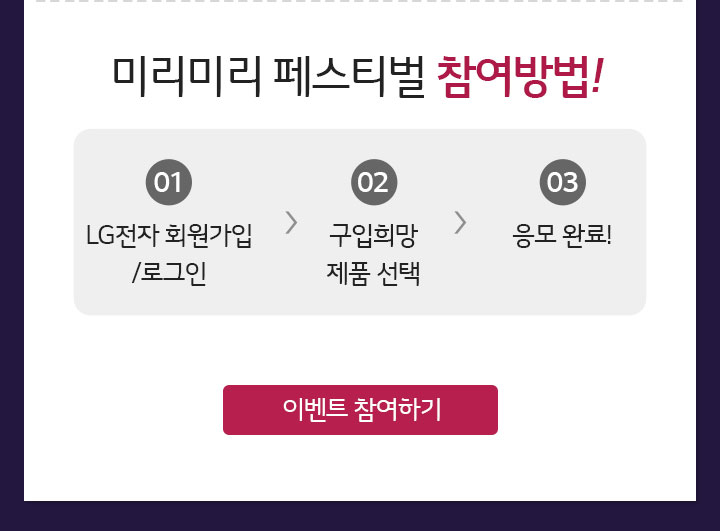 미리미리 페스티벌 참여방법!
01
LG전자 회원가입
/로그인
02
구입희망
제품 선택
03
응모 완료!
이벤트 참여하기